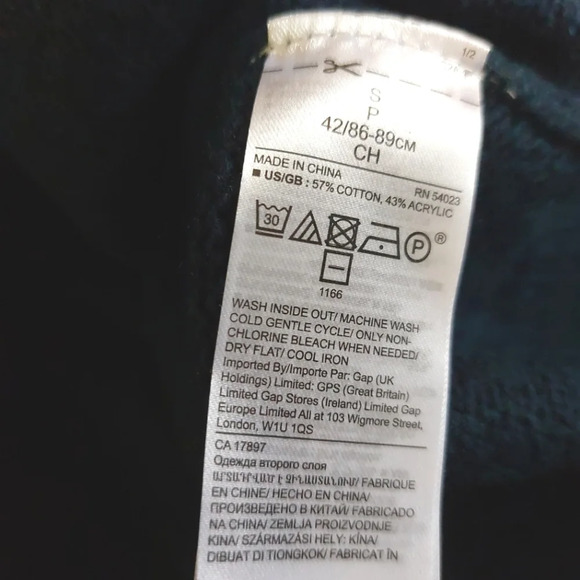 1/2
S
P
42/86-89CM
CH
MADE IN CHINA
RN 54023
■ US/GB : 57% COTTON, 43% ACRYLIC
30
P
®
1166
WASH INSIDE OUT/ MACHINE WASH
COLD GENTLE CYCLE/ ONLY NON-
CHLORINE BLEACH WHEN NEEDED/
DRY FLAT/ COOL IRON
Imported By/Importe Par: Gap (UK
Holdings) Limited: GPS (Great Britain)
Limited Gap Stores (Ireland) Limited Gap
Europe Limited All at 103 Wigmore Street,
London, W1U 1QS
CA 17897
Одежда второго слоя
ԱՐՏԱԴՐՎԱԾ Է ՉԻՆԱՍՏԱՆՈՒՄ/ FABRIQUE
EN CHINE/ HECHO EN CHINA/
ПРОИЗВЕДЕНО В КИТАЙ/ FABRICADO
NA CHINA/ ZEMLJA PROIZVODNJE
KINA/ SZÁRMAZÁSI HELY: KÍNA/
DIBUAT DI TIONGKOK/ FABRICAT ÎN